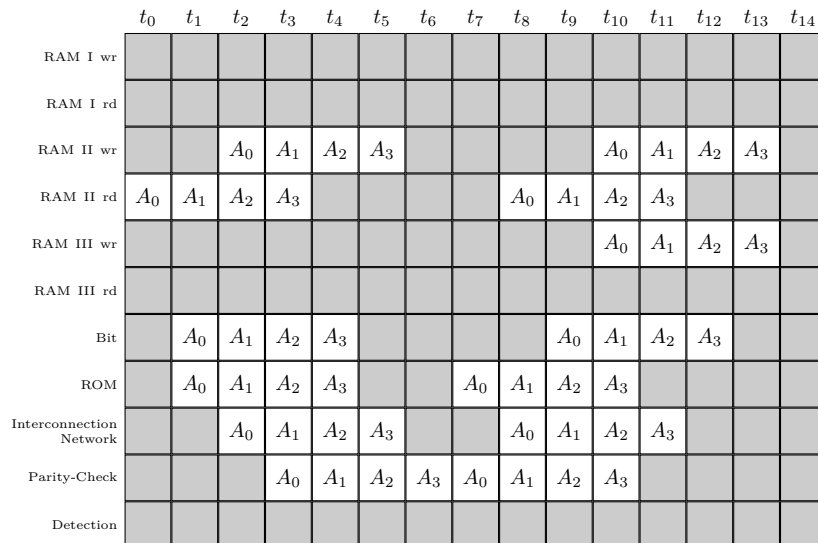 t₀ t₁ t₂ t₃ t₄ t₅ t₆ t₇ t₈ t₉ t₁₀ t₁₁ t₁₂ t₁₃ t₁₄
RAM I wr
RAM I rd
RAM II wr A₀ A₁ A₂ A₃ A₀ A₁ A₂ A₃
RAM II rd A₀ A₁ A₂ A₃ A₀ A₁ A₂ A₃
RAM III wr A₀ A₁ A₂ A₃
RAM III rd
Bit A₀ A₁ A₂ A₃ A₀ A₁ A₂ A₃
ROM A₀ A₁ A₂ A₃ A₀ A₁ A₂ A₃
Interconnection
Network A₀ A₁ A₂ A₃ A₀ A₁ A₂ A₃
Parity-Check A₀ A₁ A₂ A₃ A₀ A₁ A₂ A₃
Detection